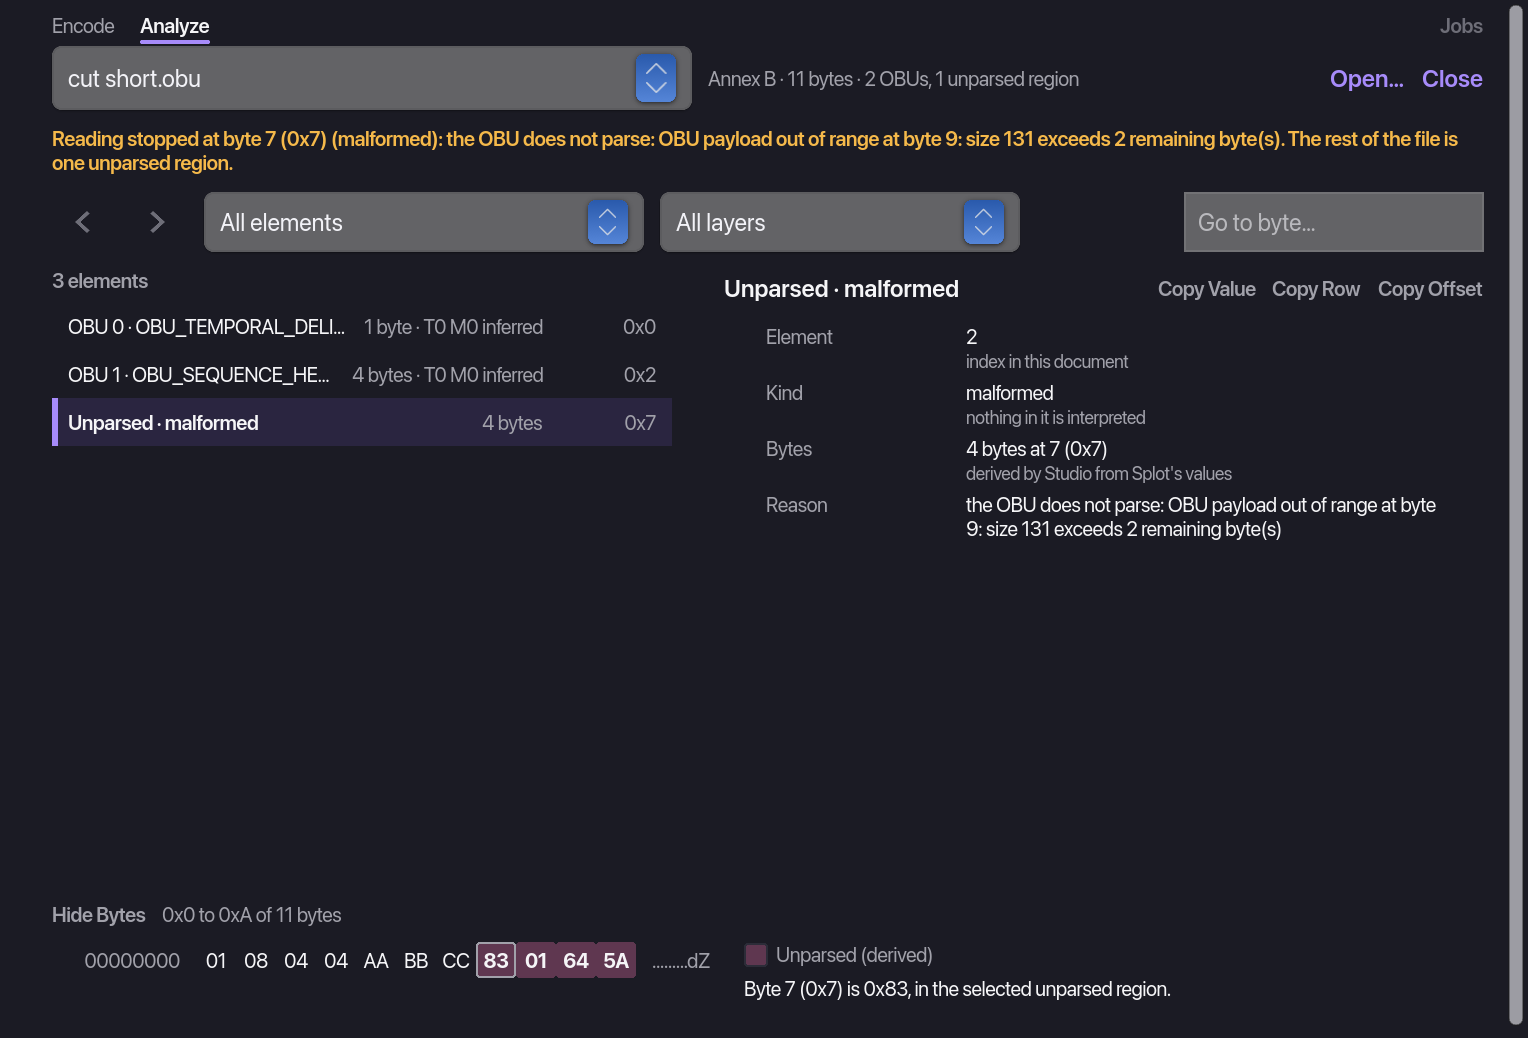 Encode Analyze Jobs
cut short.obu
Annex B · 11 bytes · 2 OBUs, 1 unparsed region
Open... Close
Reading stopped at byte 7 (0x7) (malformed): the OBU does not parse: OBU payload out of range at byte 9: size 131 exceeds 2 remaining byte(s). The rest of the file is
one unparsed region.
All elements
All layers
Go to byte...
3 elements
OBU 0 · OBU_TEMPORAL_DELI... 1 byte · T0 M0 inferred 0x0
OBU 1 · OBU_SEQUENCE_HE... 4 bytes · T0 M0 inferred 0x2
Unparsed · malformed 4 bytes 0x7
Unparsed · malformed
Copy Value Copy Row Copy Offset
Element 2
index in this document
Kind malformed
nothing in it is interpreted
Bytes 4 bytes at 7 (0x7)
derived by Studio from Splot's values
Reason the OBU does not parse: OBU payload out of range at byte
9: size 131 exceeds 2 remaining byte(s)
Hide Bytes 0x0 to 0xA of 11 bytes
00000000 01 08 04 04 AA BB CC 83 01 64 5A .........dZ
Unparsed (derived)
Byte 7 (0x7) is 0x83, in the selected unparsed region.